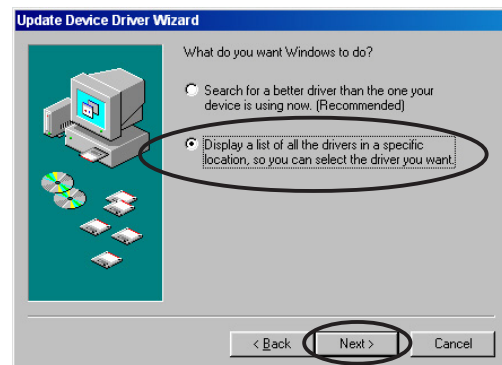 Update Device Driver Wizard
What do you want Windows to do?
Search for a better driver than the one your
device is using now. (Recommended)
Display a list of all the drivers in a specific
location, so you can select the driver you want.
< Back
Next >
Cancel